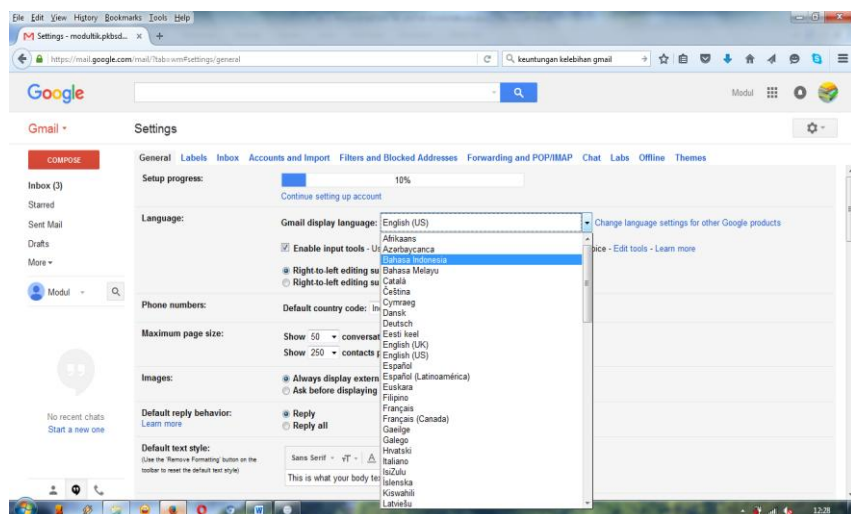 File Edit View History Bookmarks Tools Help
Settings - modultik.pkbsd... × +
https://mail.google.com/mail/?tab=wm#settings/general
keuntungan kelebihan gmail
Google
Modul
Gmail
Settings
COMPOSE
General Labels Inbox Accounts and Import Filters and Blocked Addresses Forwarding and POP/IMAP Chat Labs Offline Themes
Inbox (3)
Starred
Sent Mail
Drafts
More
Modul
No recent chats
Start a new one
Setup progress:
10%
Continue setting up account
Language:
Gmail display language: English (US)
Change language settings for other Google products
Enable input tools - Us
oice - Edit tools - Learn more
Right-to-left editing su
Right-to-left editing su
Afrikaans
Azərbaycanca
Bahasa Indonesia
Bahasa Melayu
Català
Čeština
Cymraeg
Dansk
Deutsch
Eesti keel
English (UK)
English (US)
Español
Español (Latinoamérica)
Euskara
Filipino
Français
Français (Canada)
Gaeilge
Galego
Hrvatski
Italiano
IsiZulu
Íslenska
Kiswahili
Latviešu
Phone numbers:
Default country code: In
Maximum page size:
Show 50 conversat
Show 250 contacts p
Images:
Always display extern
Ask before displaying
Default reply behavior:
Learn more
Reply
Reply all
Default text style:
(Use the 'Remove Formatting' button on the
toolbar to reset the default text style)
Sans Serif
This is what your body te
12:28